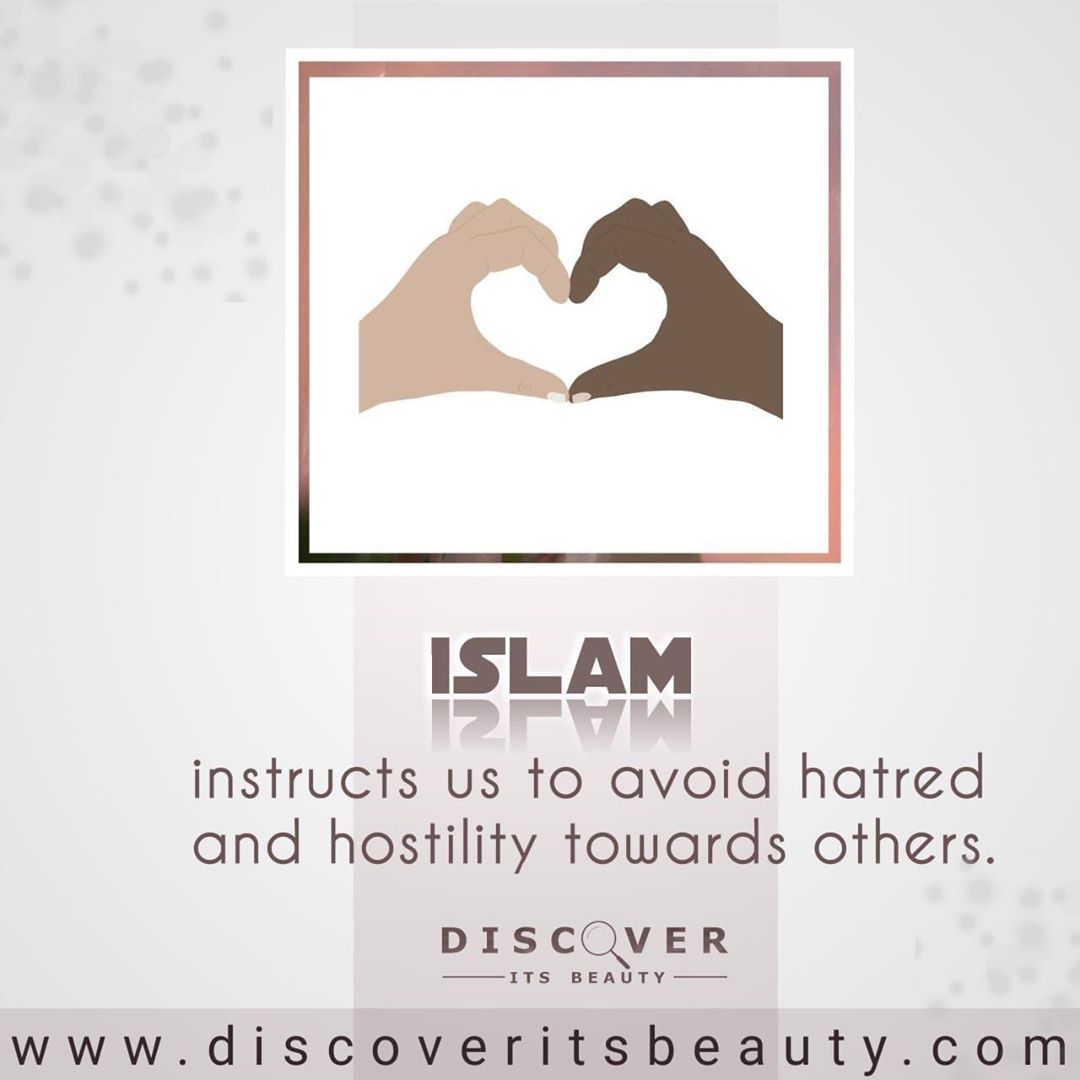 ISLAM
instructs us to avoid hatred
and hostility towards others.
DISCOVER
ITS BEAUTY
www.discoveritsbeauty.com